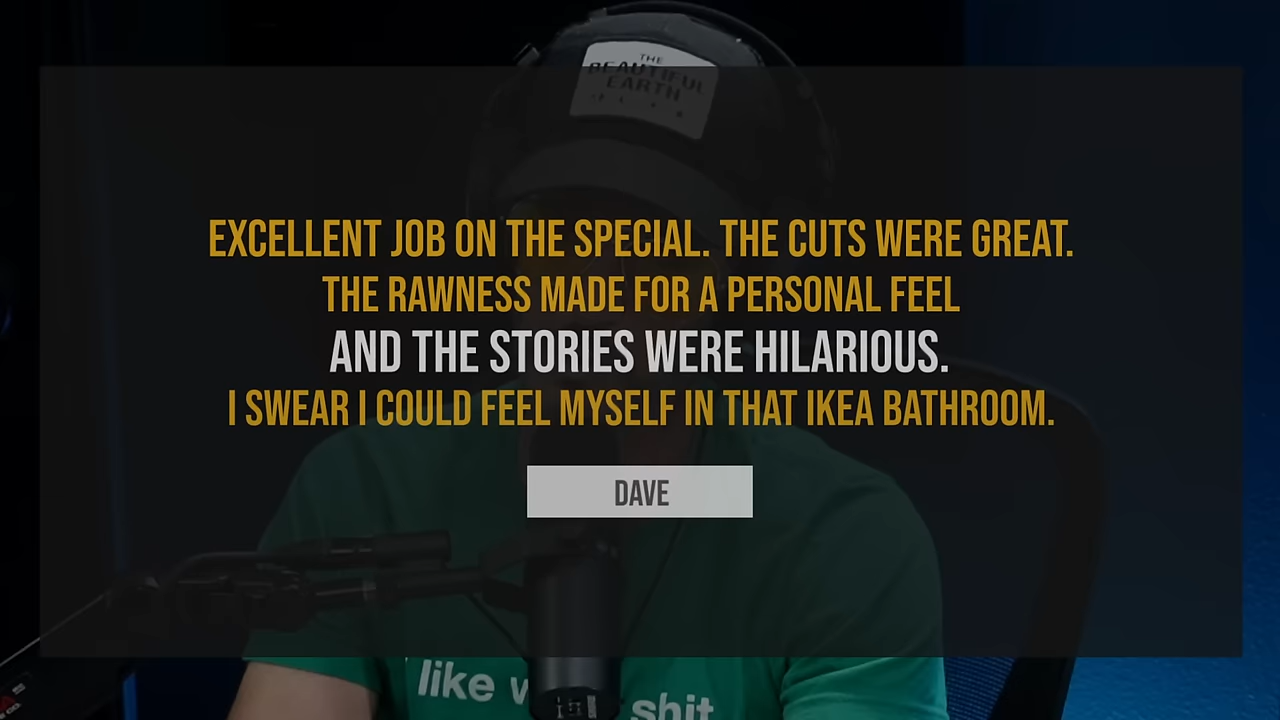 THE
BEAUTIFUL
EARTH
EXCELLENT JOB ON THE SPECIAL. THE CUTS WERE GREAT.
THE RAWNESS MADE FOR A PERSONAL FEEL
AND THE STORIES WERE HILARIOUS.
I SWEAR I COULD FEEL MYSELF IN THAT IKEA BATHROOM.
DAVE
like
shit